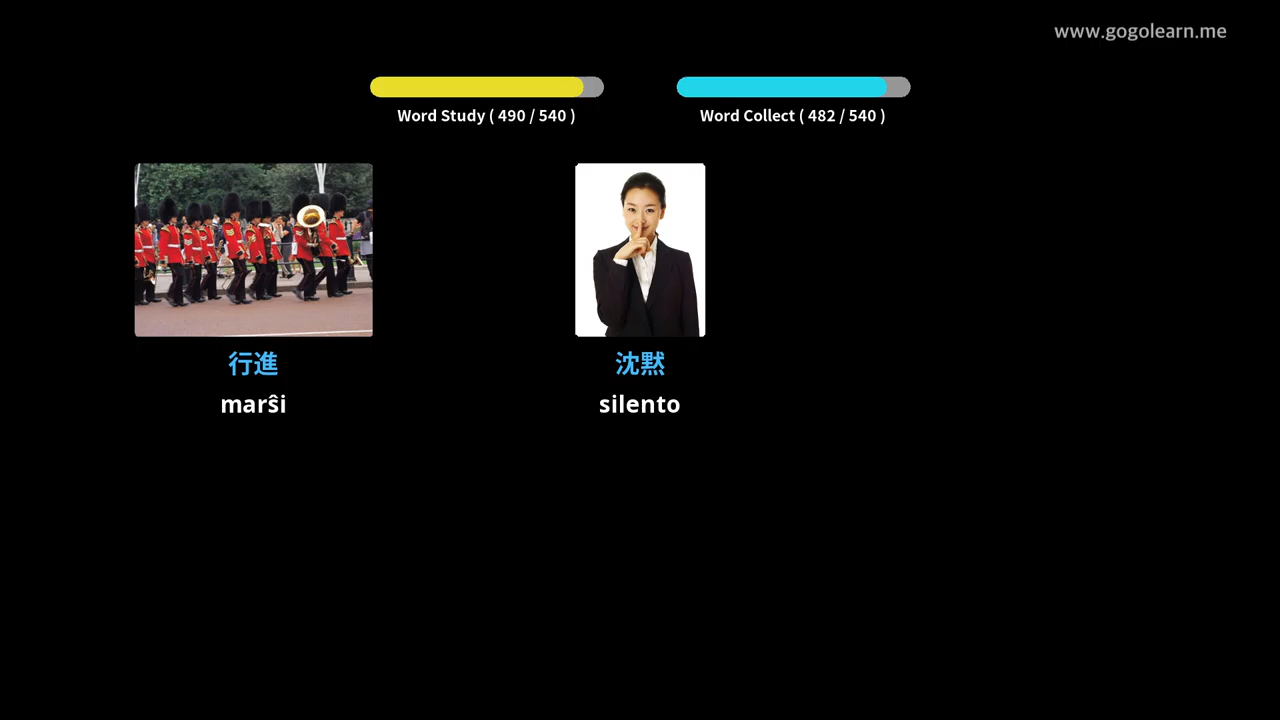 www.gogolearn.me
Word Study ( 490 / 540 )
Word Collect ( 482 / 540 )
行進
marŝi
沈黙
silento